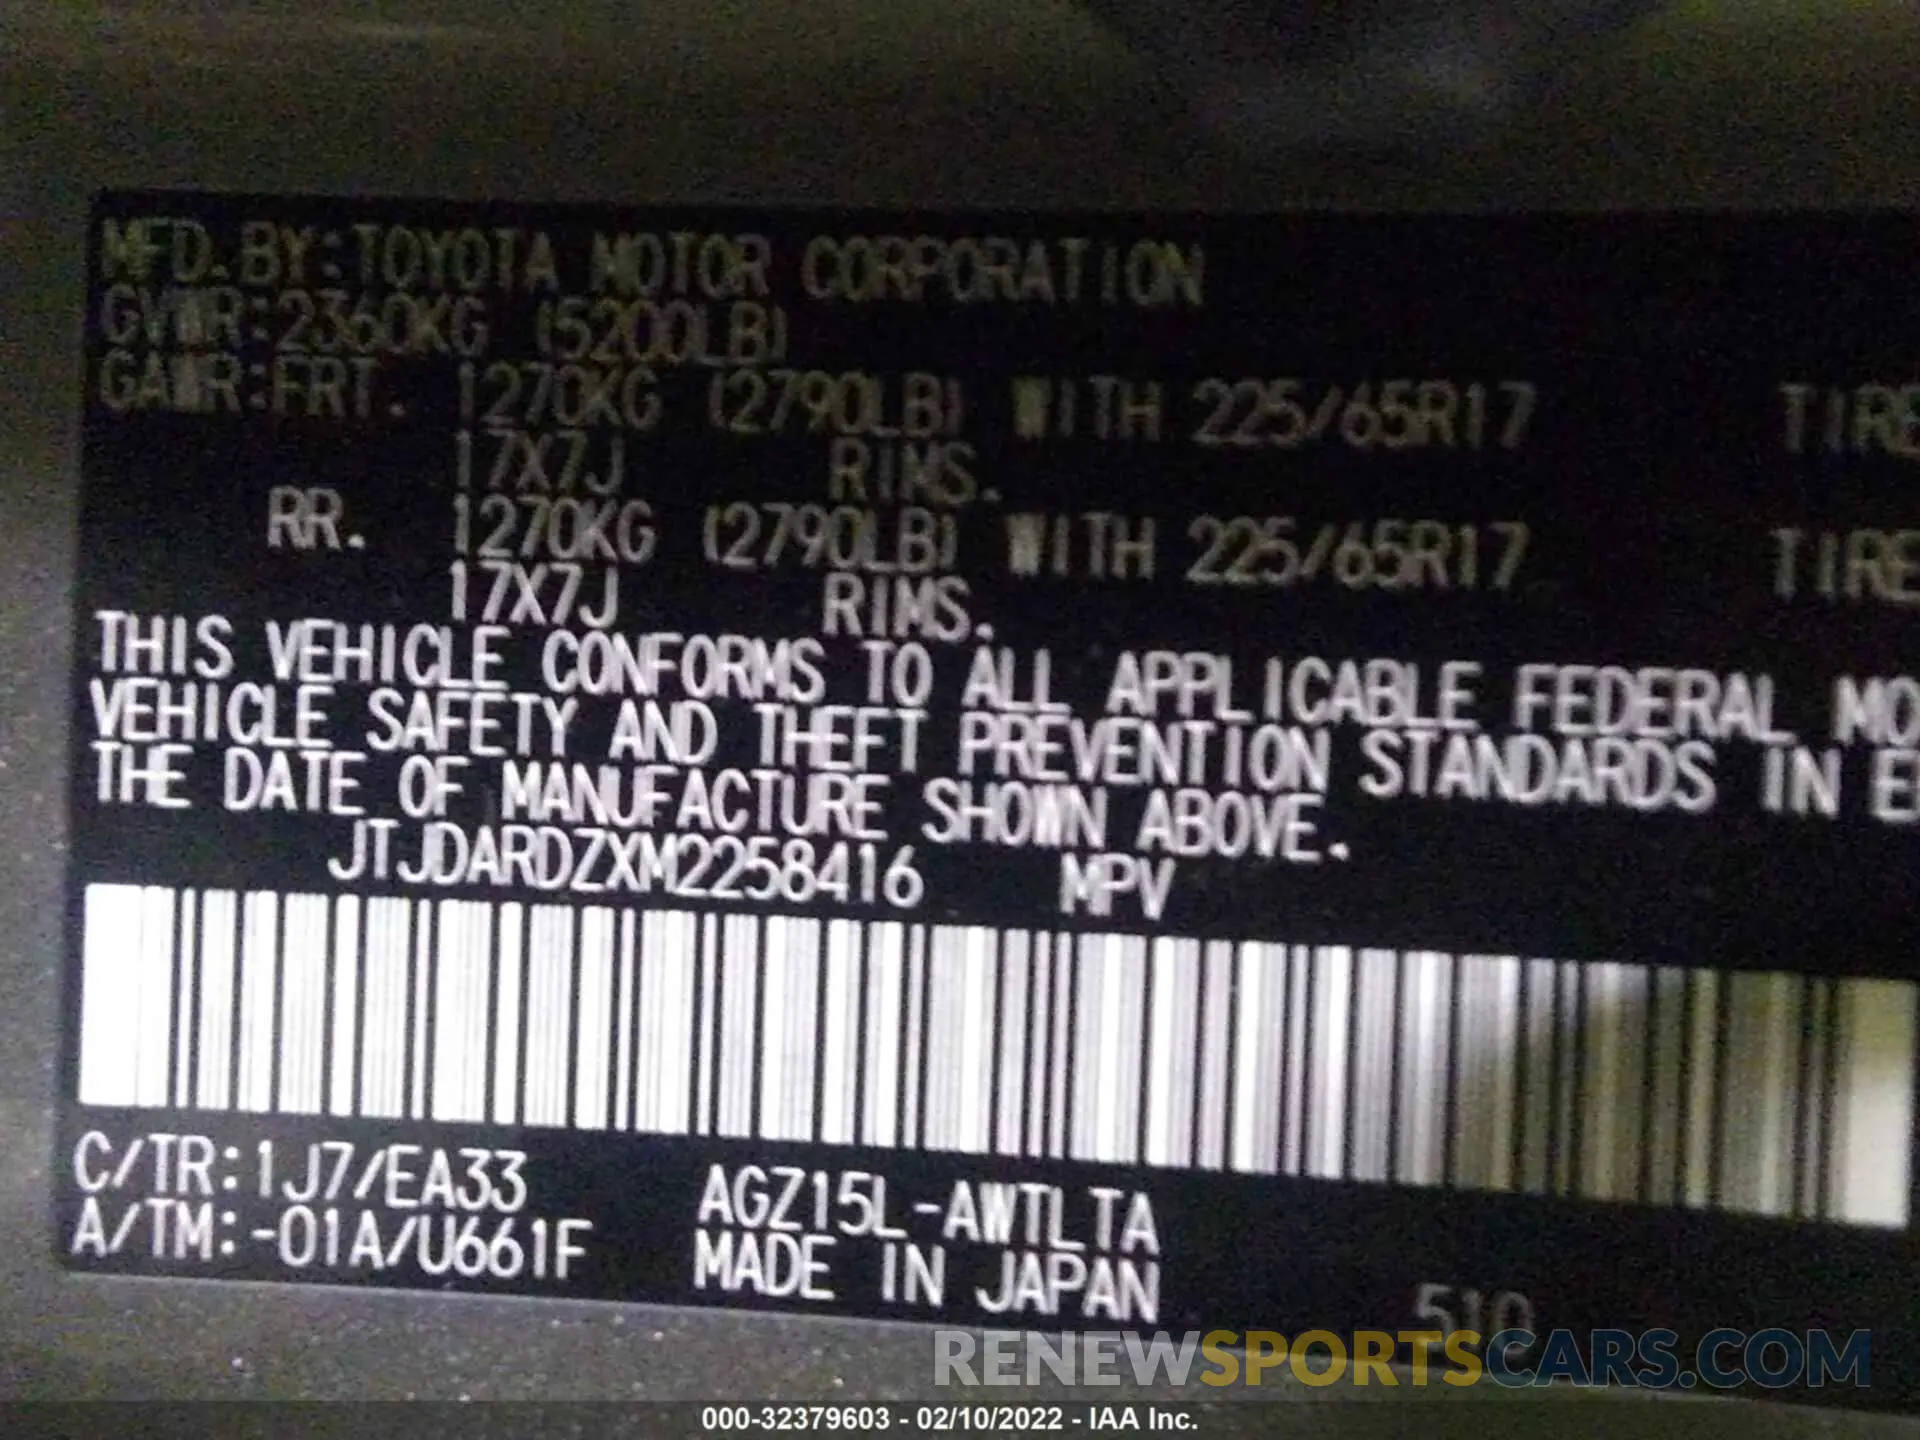 MFD.BY:TOYOTA MOTOR CORPORATION
GVWR:2360KG (5200LB)
GAWR:FRT. 1270KG (2790LB) WITH 225/65R17 TIRE
17X7J RIMS.
RR. 1270KG (2790LB) WITH 225/65R17 TIRE
17X7J RIMS.
THIS VEHICLE CONFORMS TO ALL APPLICABLE FEDERAL MO
VEHICLE SAFETY AND THEFT PREVENTION STANDARDS IN E
THE DATE OF MANUFACTURE SHOWN ABOVE.
JTJDARDZXM2258416 MPV
C/TR:1J7/EA33 AGZ15L-AWTLTA
A/TM:-01A/U661F MADE IN JAPAN
510
RENEWSPORTSCARS.COM
000-32379603 - 02/10/2022 - IAA Inc.